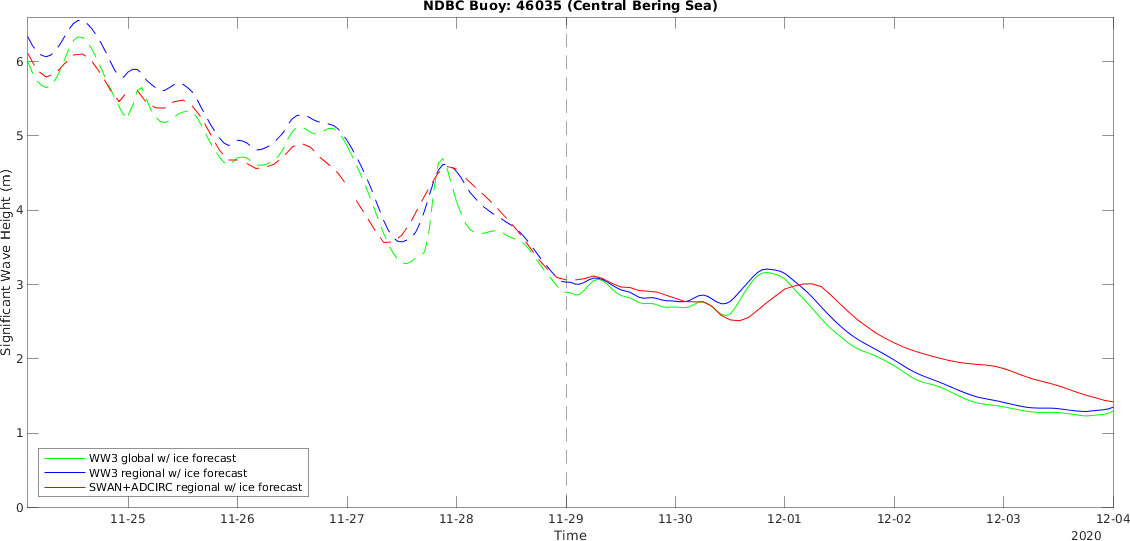 NDBC Buoy: 46035 (Central Bering Sea)
6
5
4
3
2
1
0
Significant Wave Height (m)
WW3 global w/ ice forecast
WW3 regional w/ ice forecast
SWAN+ADCIRC regional w/ ice forecast
11-25 11-26 11-27 11-28 11-29 11-30 12-01 12-02 12-03 12-04
Time
2020